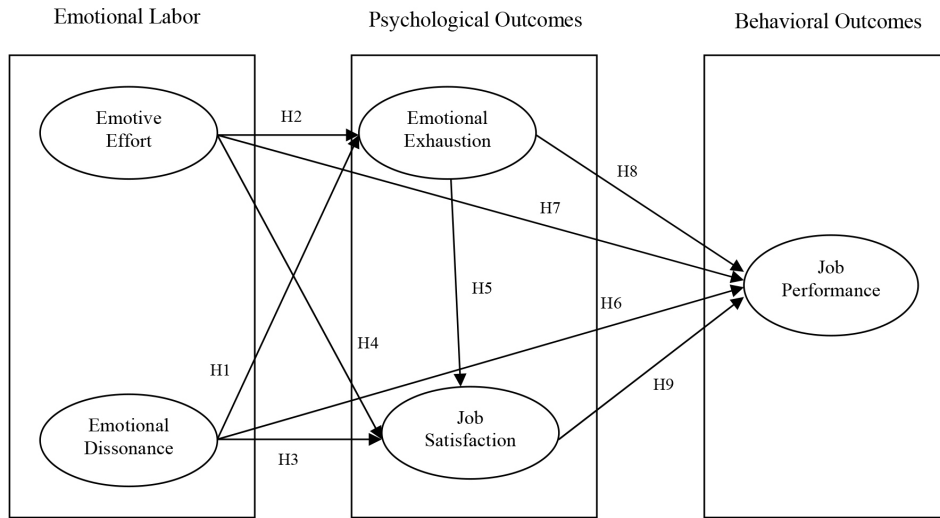 Emotional Labor
Psychological Outcomes
Behavioral Outcomes
Emotive
Effort
H2
Emotional
Exhaustion
H8
H7
Job
Performance
H5
H6
H4
H1
H9
Emotional
Dissonance
H3
Job
Satisfaction